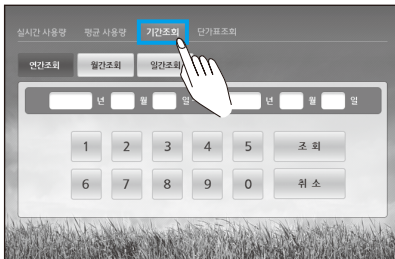 실시간 사용량 평균 사용량 기간조회 단가표조회
연간조회 월간조회 일간조회
년 월 일 년 월 일
1 2 3 4 5 조 회
6 7 8 9 0 취 소